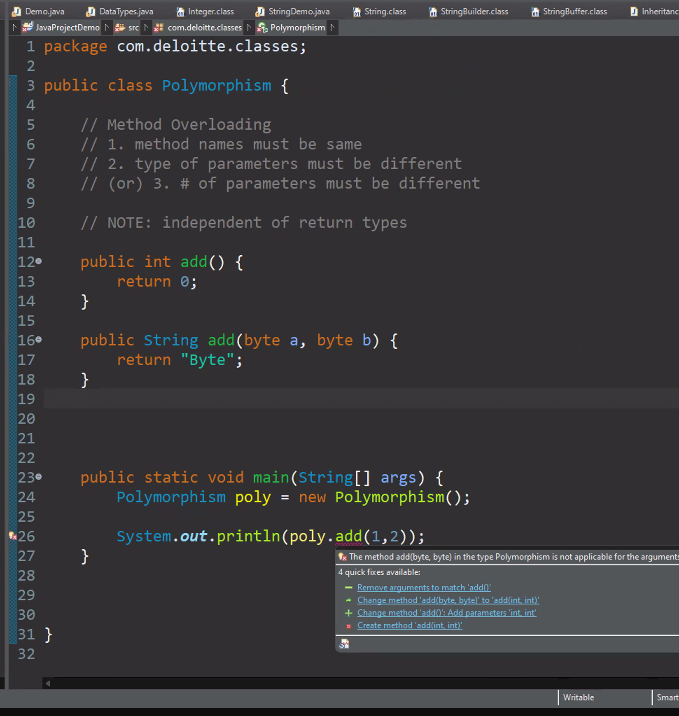 Demo.java DataTypes.java Integer.class StringDemo.java String.class StringBuilder.class StringBuffer.class Inheritanc
JavaProjectDemo src com.deloitte.classes Polymorphism
1 package com.deloitte.classes;
2
3 public class Polymorphism {
4
5 // Method Overloading
6 // 1. method names must be same
7 // 2. type of parameters must be different
8 // (or) 3. # of parameters must be different
9
10 // NOTE: independent of return types
11
12 public int add() {
13 return 0;
14 }
15
16 public String add(byte a, byte b) {
17 return "Byte";
18 }
19
20
21
22
23 public static void main(String[] args) {
24 Polymorphism poly = new Polymorphism();
25
26 System.out.println(poly.add(1,2));
27 }
The method add(byte, byte) in the type Polymorphism is not applicable for the arguments
4 quick fixes available:
28
Remove arguments to match 'add()'
29
Change method 'add(byte, byte)' to 'add(int, int)'
30
Change method 'add()': Add parameters 'int, int'
Create method 'add(int, int)'
31 }
32
Writable Smart